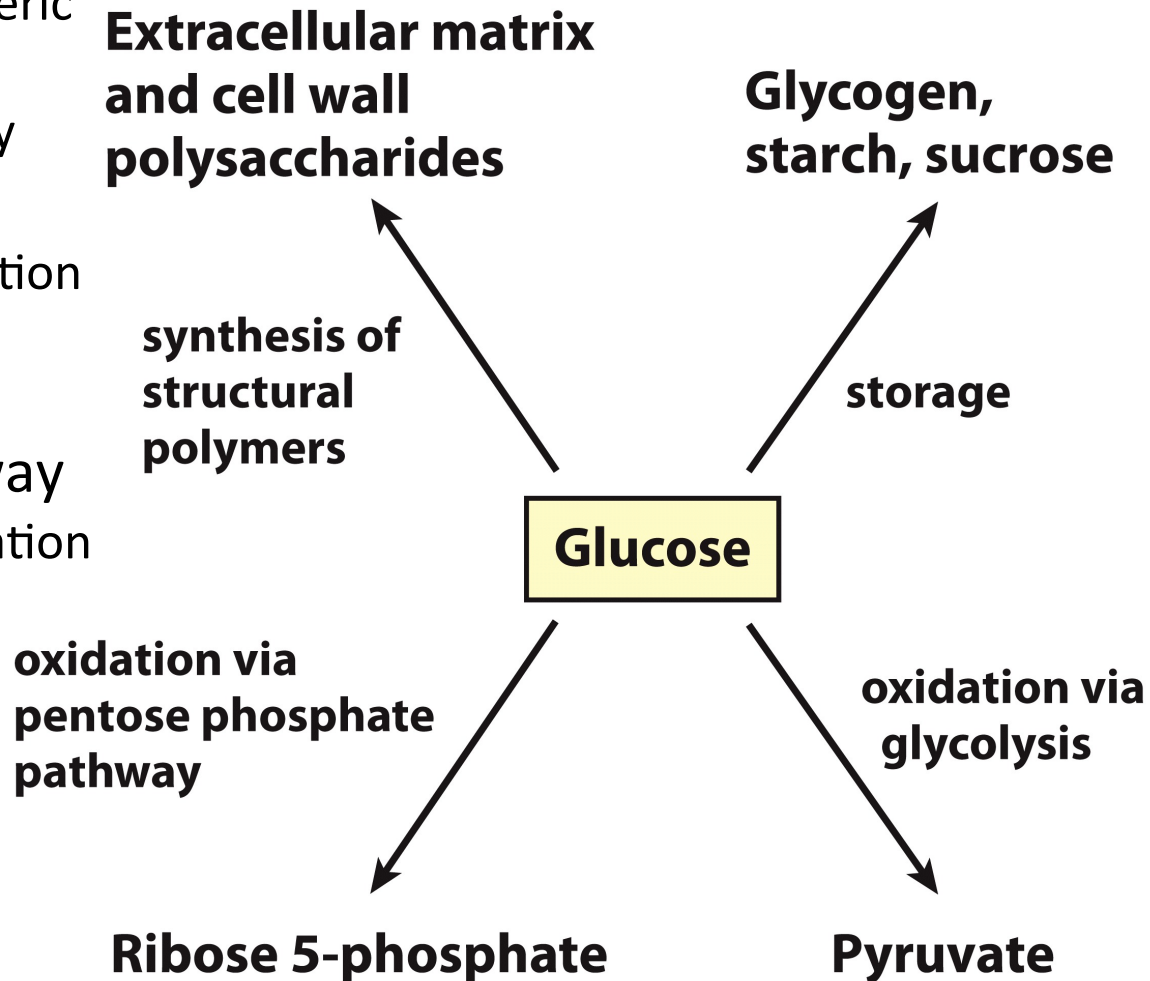 Extracellular matrix
and cell wall
polysaccharides
Glycogen,
starch, sucrose
synthesis of
structural
polymers
storage
Glucose
oxidation via
pentose phosphate
pathway
oxidation via
glycolysis
Ribose 5-phosphate
Pyruvate